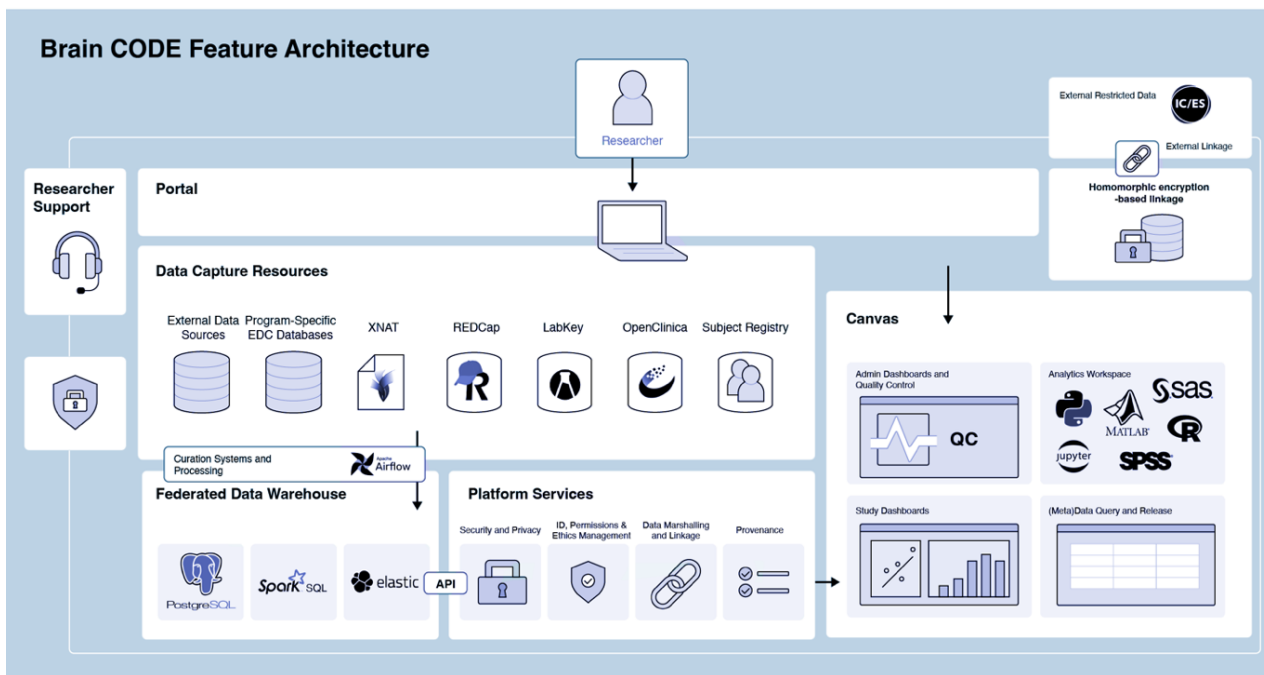 Brain CODE Feature Architecture
Researcher
External Restricted Data
IC/ES
External Linkage
Researcher
Support
Portal
Homomorphic encryption
-based linkage
Data Capture Resources
External Data
Sources
Program-Specific
EDC Databases
XNAT
REDCap
LabKey
OpenClinica
Subject Registry
R
Canvas
Admin Dashboards and
Quality Control
QC
Analytics Workspace
sas
MATLAB
R
jupyter
SPSS
Curation Systems and
Processing
Apache
Airflow
Federated Data Warehouse
PostgreSQL
Spark SQL
elastic
API
Platform Services
Security and Privacy
ID, Permissions &
Ethics Management
Data Marshalling
and Linkage
Provenance
Study Dashboards
(Meta)Data Query and Release